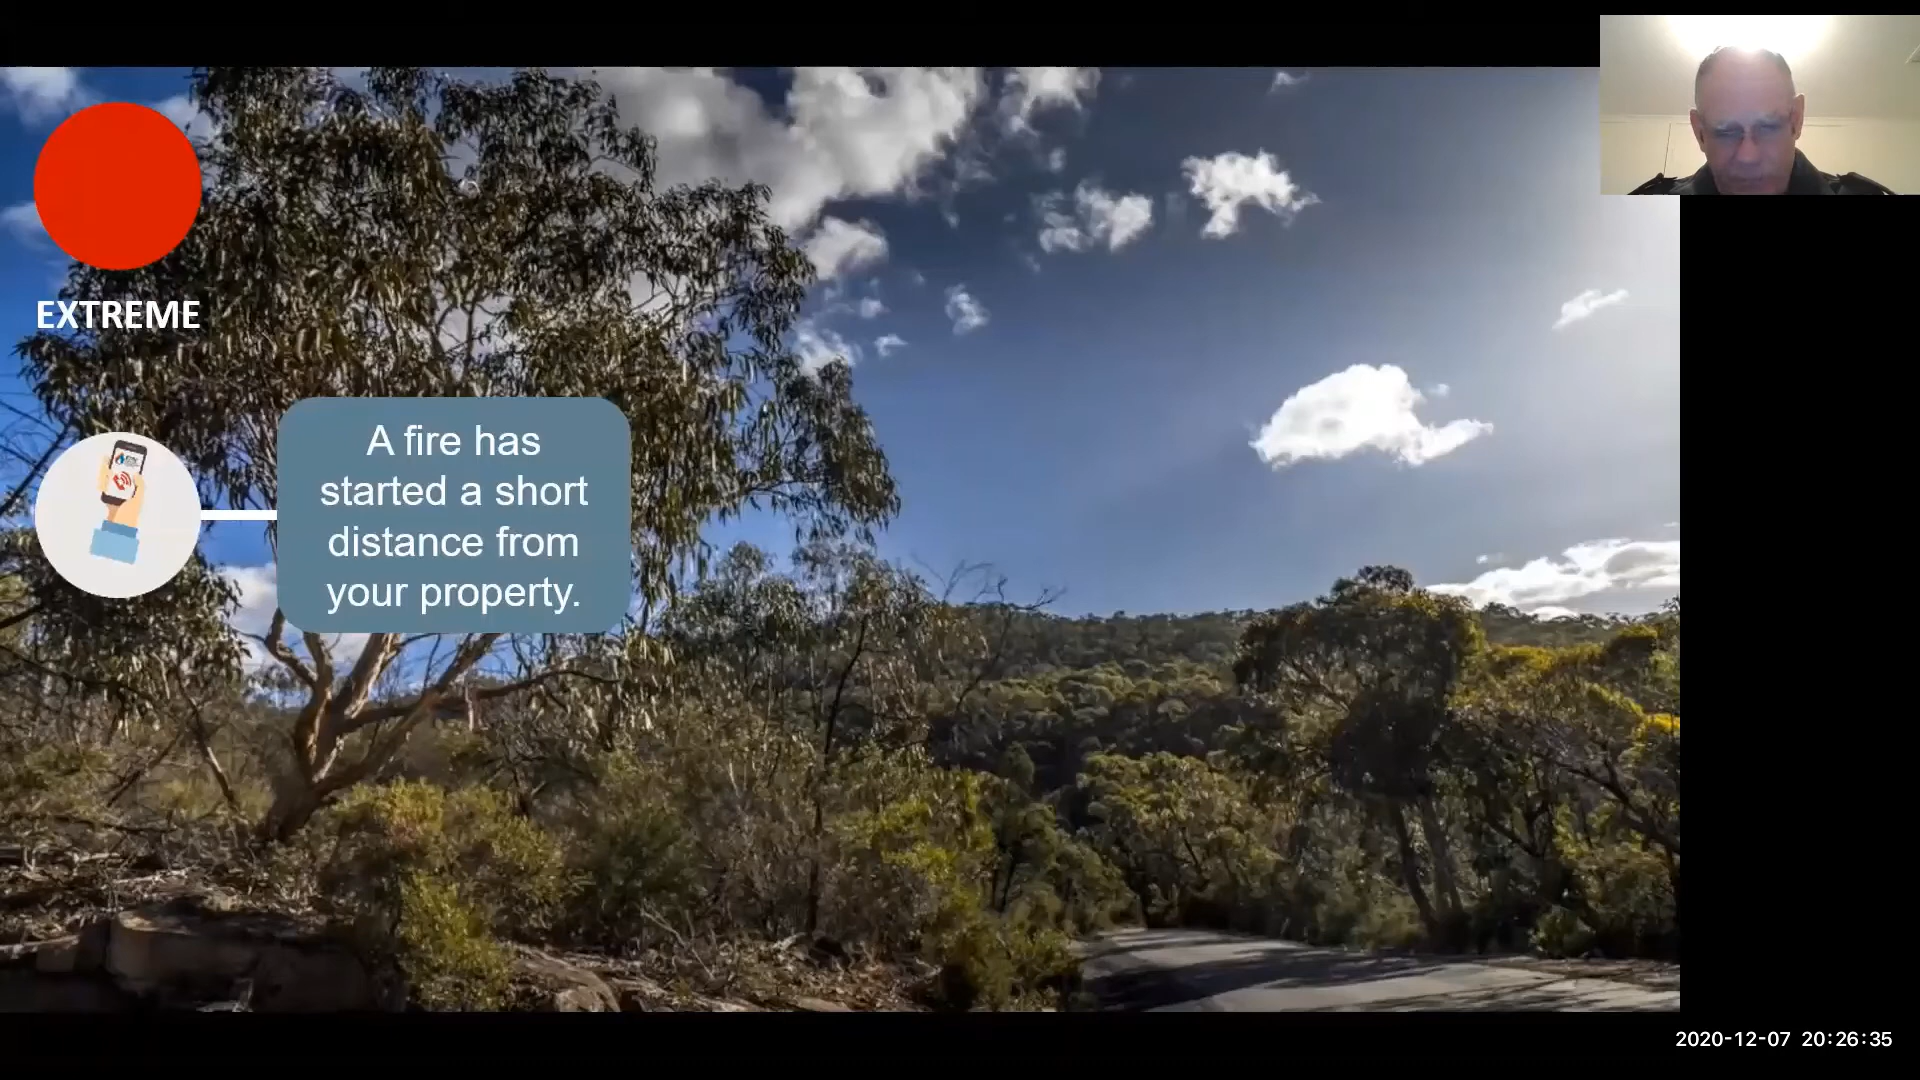 EXTREME
A fire has
started a short
distance from
your property.
2020-12-07 20:26:35